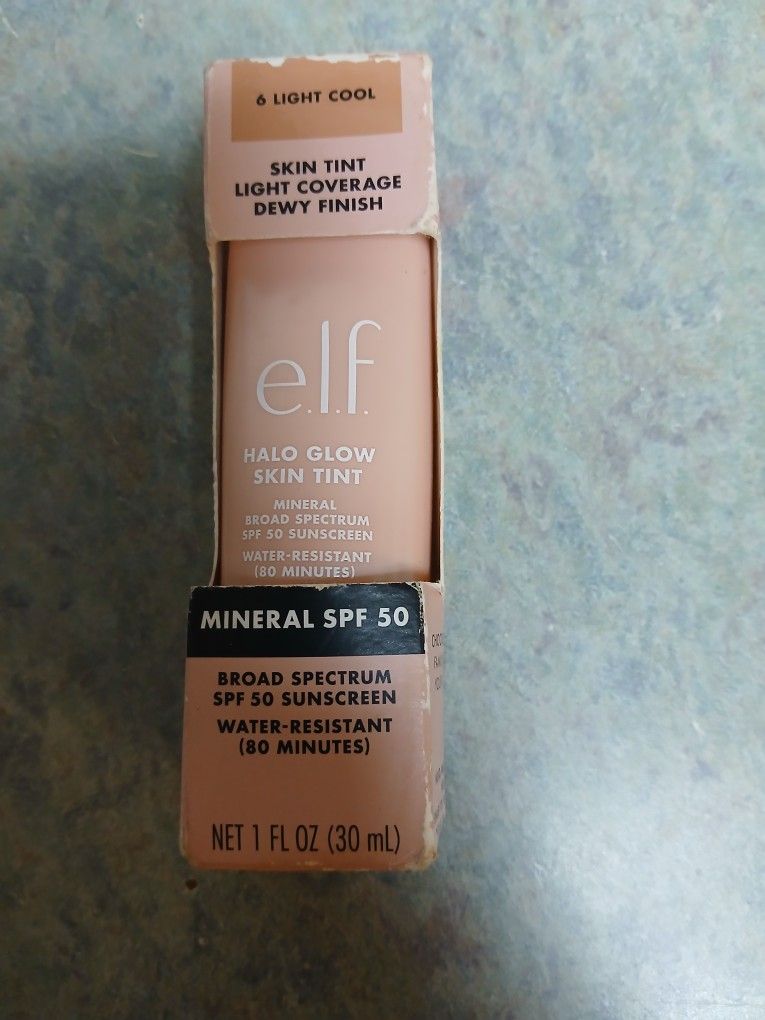 6 LIGHT COOL
SKIN TINT
LIGHT COVERAGE
DEWY FINISH
e.l.f.
HALO GLOW
SKIN TINT
MINERAL
BROAD SPECTRUM
SPF 50 SUNSCREEN
WATER-RESISTANT
(80 MINUTES)
MINERAL SPF 50
BROAD SPECTRUM
SPF 50 SUNSCREEN
WATER-RESISTANT
(80 MINUTES)
NET 1 FL OZ (30 mL)